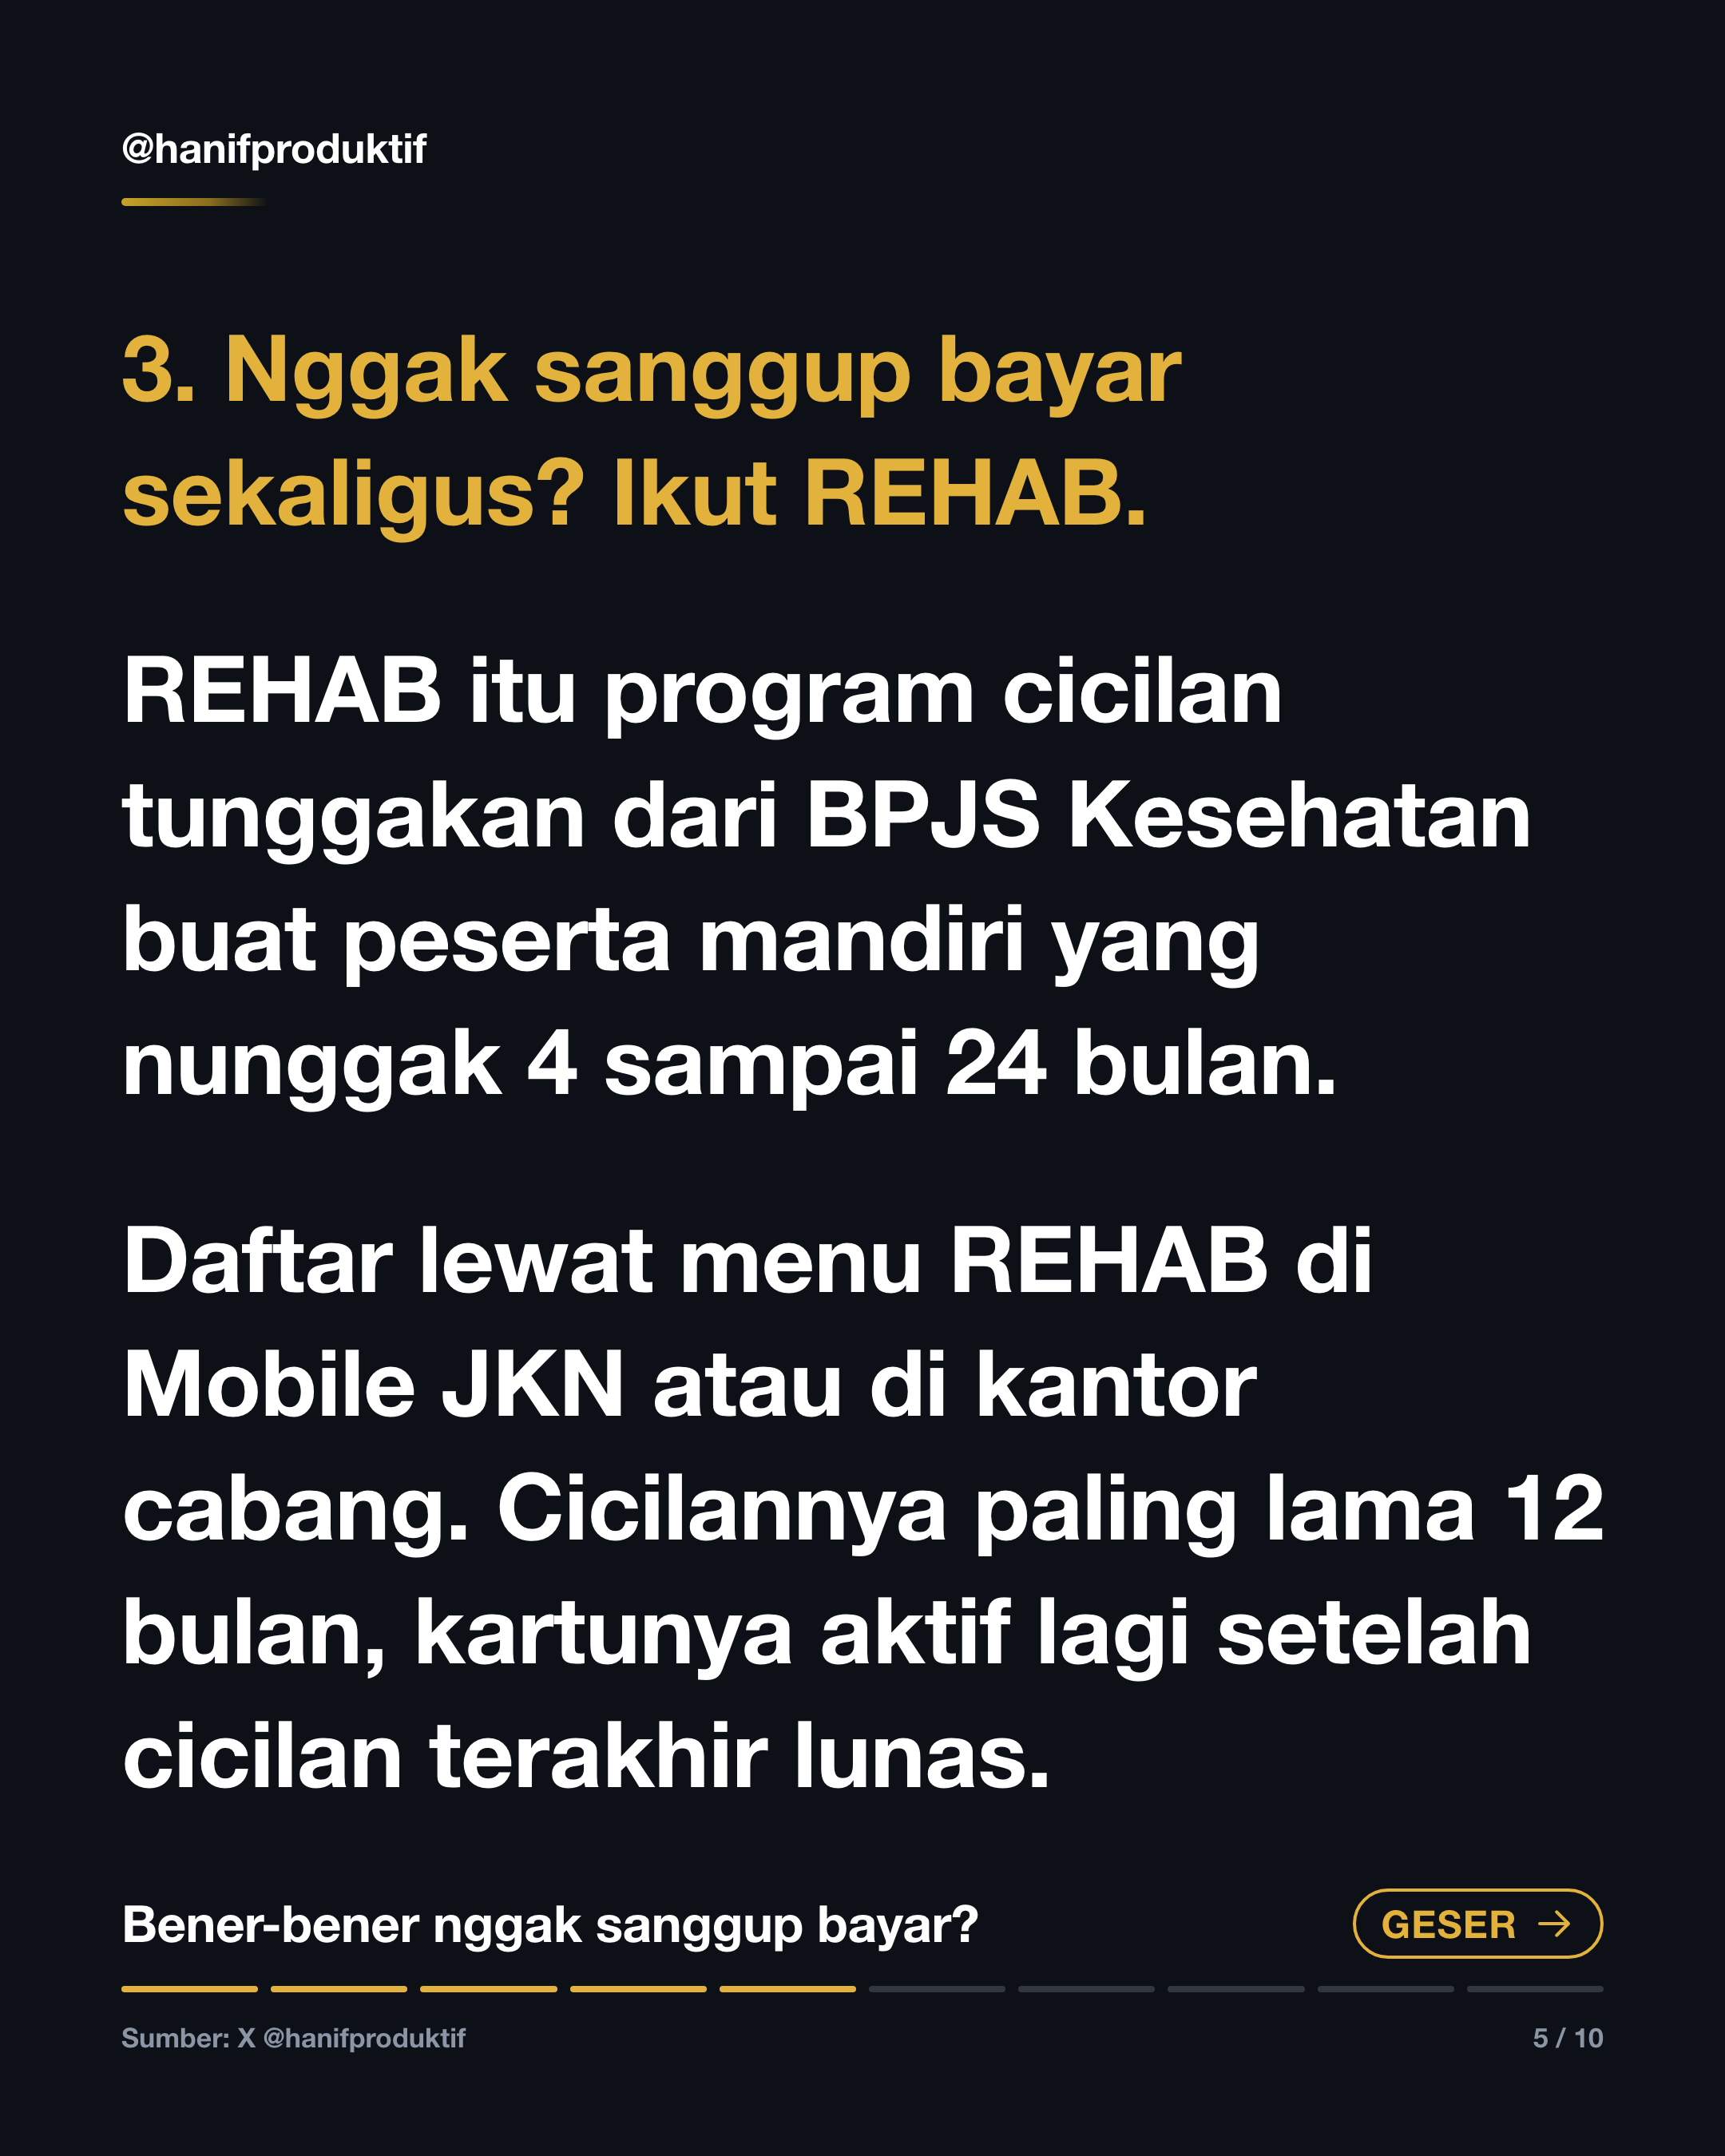 @hanifproduktif
3. Nggak sanggup bayar
sekaligus? Ikut REHAB.
REHAB itu program cicilan
tunggakan dari BPJS Kesehatan
buat peserta mandiri yang
nunggak 4 sampai 24 bulan.
Daftar lewat menu REHAB di
Mobile JKN atau di kantor
cabang. Cicilannya paling lama 12
bulan, kartunya aktif lagi setelah
cicilan terakhir lunas.
Bener-bener nggak sanggup bayar?
GESER →
Sumber: X @hanifproduktif
5 / 10